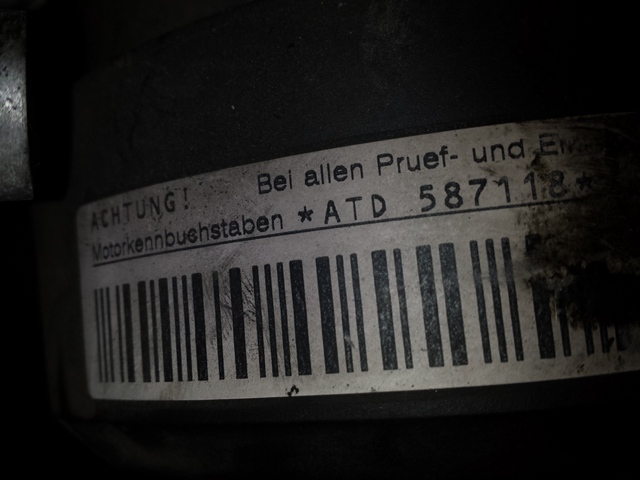 ACHTUNG! Bei allen Pruef- und
Motorkennbuchstaben *ATD 587118*